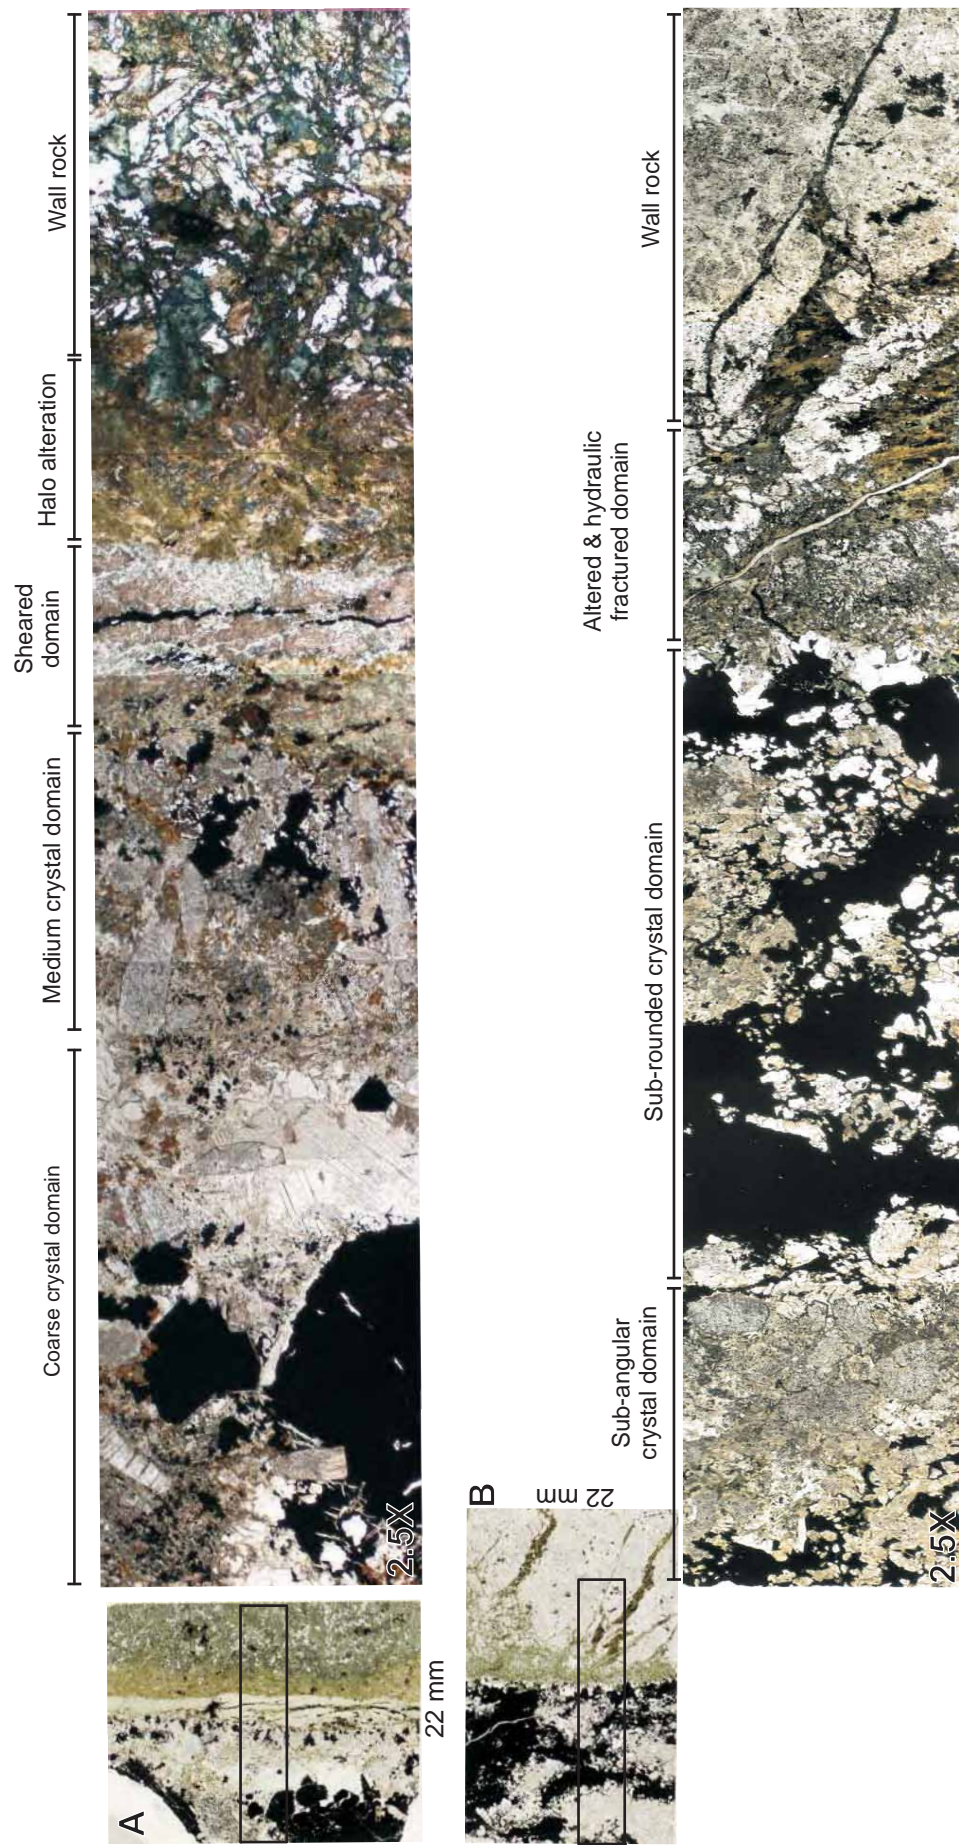 A
22 mm
Coarse crystal domain
Medium crystal domain
Sheared
domain
Halo alteration
Wall rock
2.5X
B
22 mm
Sub-angular
crystal domain
Sub-rounded crystal domain
Altered & hydraulic
fractured domain
Wall rock
2.5X